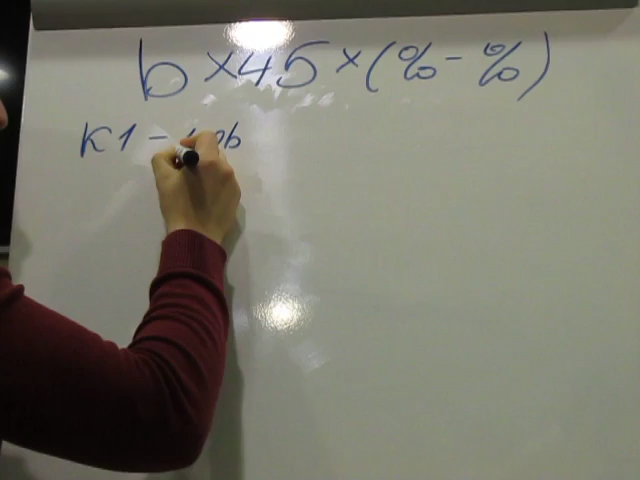 b × 45 × (% - %)
K1 -